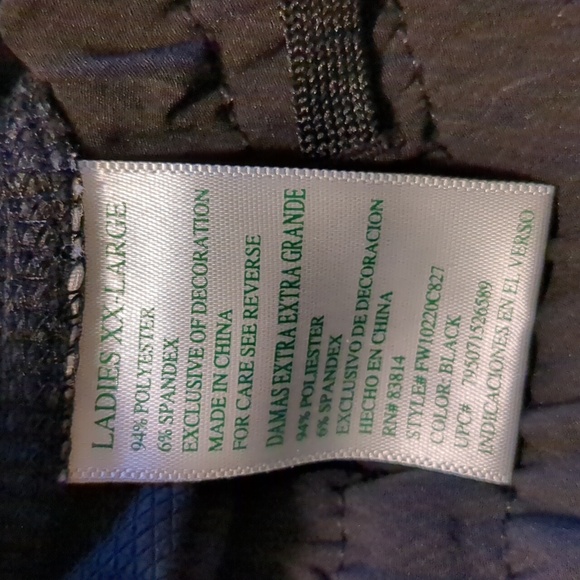 LADIES XX-LARGE
94% POLYESTER
6% SPANDEX
EXCLUSIVE OF DECORATION
MADE IN CHINA
FOR CARE SEE REVERSE
DAMAS EXTRA EXTRA GRANDE
94% POLIESTER
6% SPANDEX
EXCLUSIVO DE DECORACION
HECHO EN CHINA
RN# 83814
STYLE# FW10220C827
COLOR: BLACK
UPC# 795071526589
INDICACIONES EN EL VERSO